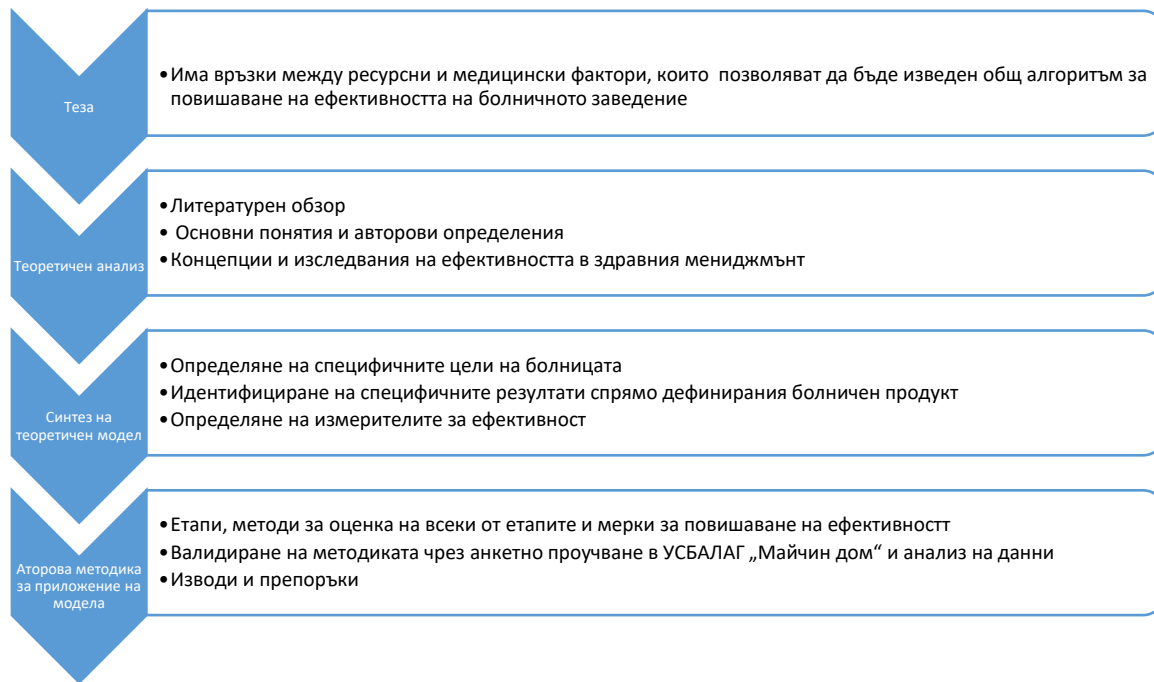 Теза
•Има връзки между ресурсни и медицински фактори, които позволяват да бъде изведен общ алгоритъм за
повишаване на ефективността на болничното заведение
Теоретичен анализ
•Литературен обзор
• Основни понятия и авторови определения
•Концепции и изследвания на ефективността в здравния мениджмънт
Синтез на
теоретичен модел
•Определяне на специфичните цели на болницата
•Идентифициране на специфичните резултати спрямо дефинирания болничен продукт
•Определяне на измерителите за ефективност
Аторова методика
за приложение на
модела
•Етапи, методи за оценка на всеки от етапите и мерки за повишаване на ефективностт
•Валидиране на методиката чрез анкетно проучване в УСБАЛАГ „Майчин дом“ и анализ на данни
•Изводи и препоръки